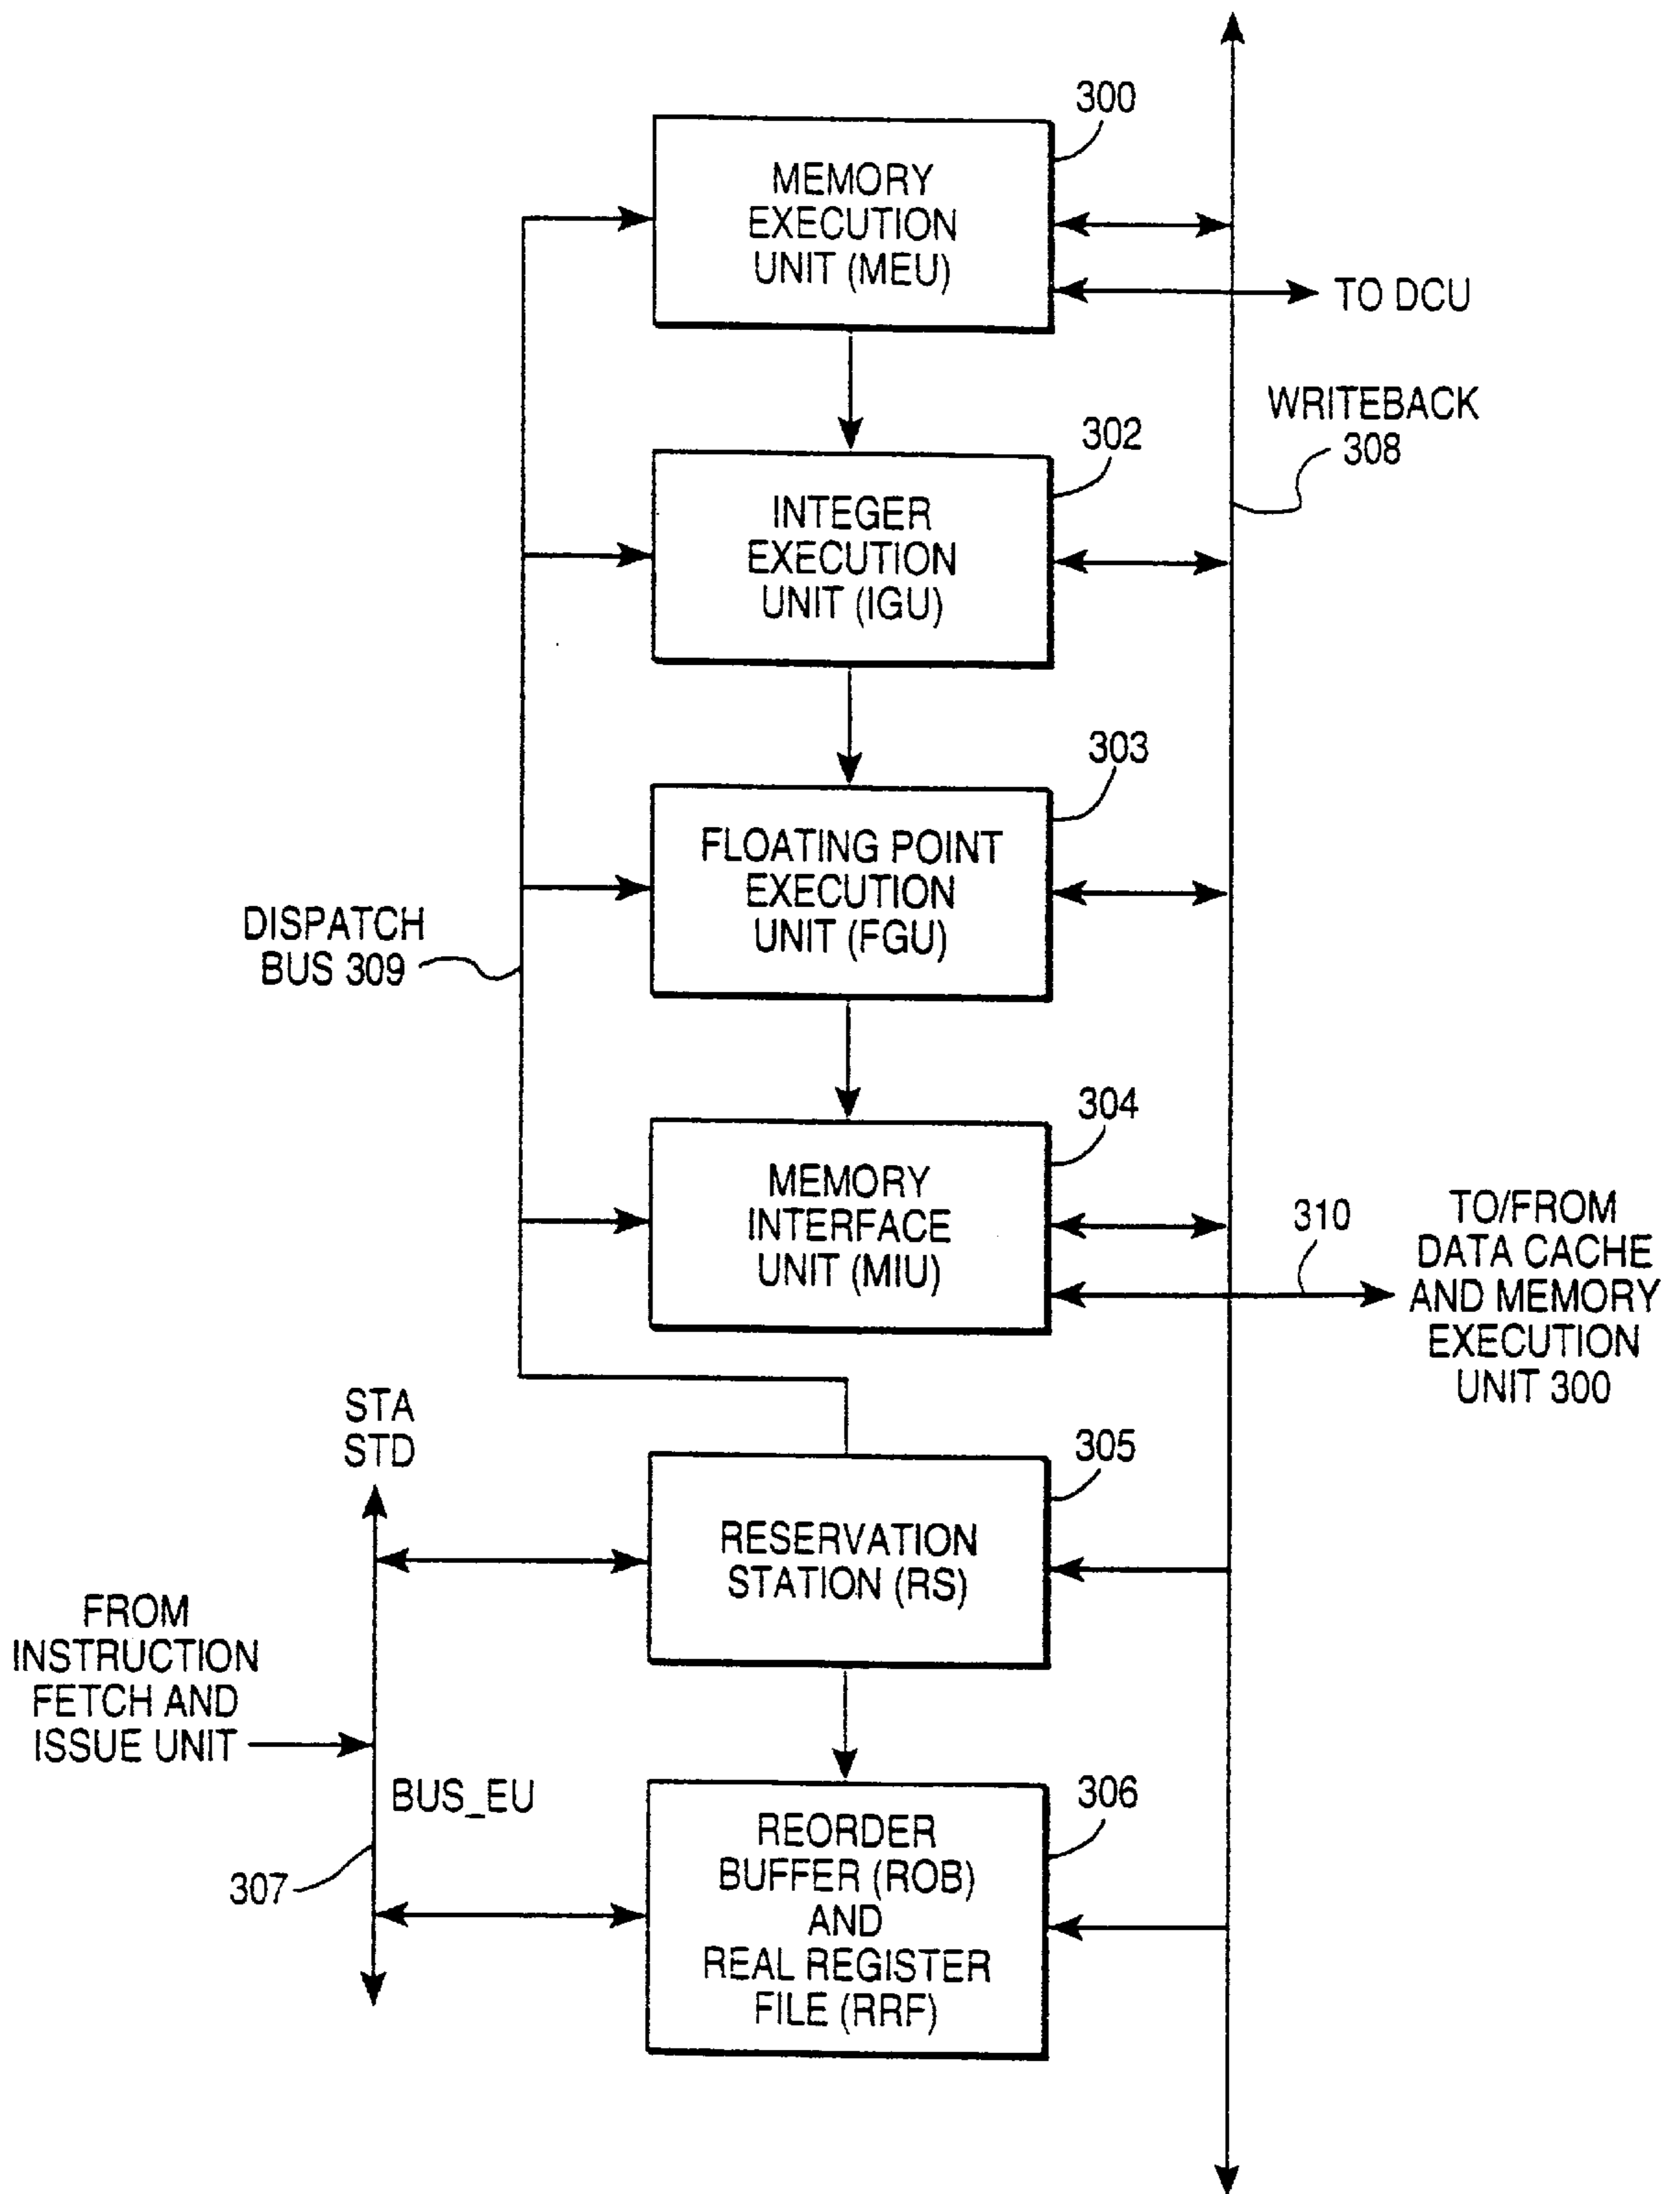 300
MEMORY
EXECUTION
UNIT (MEU)
TO DCU
WRITEBACK
308
302
INTEGER
EXECUTION
UNIT (IGU)
303
FLOATING POINT
EXECUTION
UNIT (FGU)
DISPATCH
BUS 309
304
MEMORY
INTERFACE
UNIT (MIU)
310
TO/FROM
DATA CACHE
AND MEMORY
EXECUTION
UNIT 300
STA
STD
305
RESERVATION
STATION (RS)
FROM
INSTRUCTION
FETCH AND
ISSUE UNIT
BUS_EU
307
306
REORDER
BUFFER (ROB)
AND
REAL REGISTER
FILE (RRF)